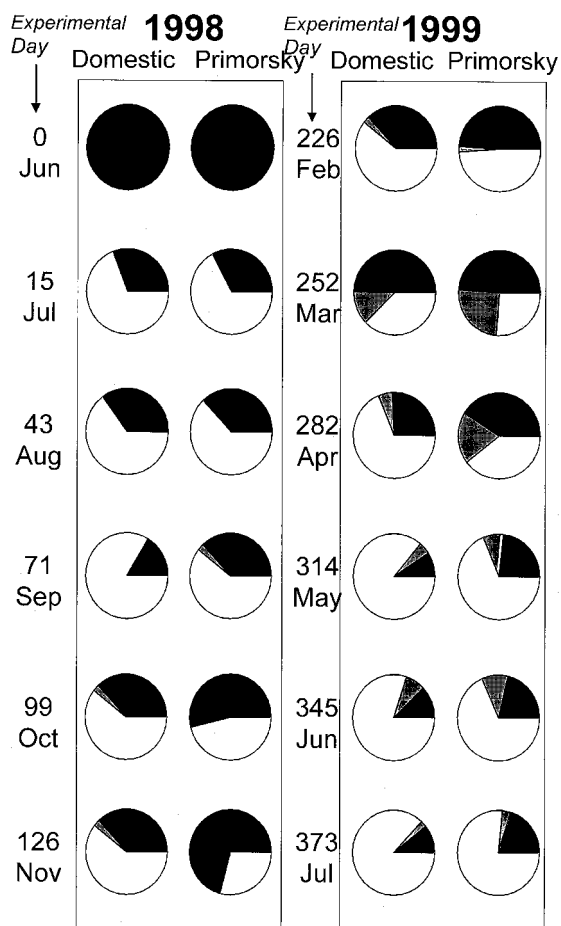 Experimental Day 1998
Domestic Primorsky
0 Jun
15 Jul
43 Aug
71 Sep
99 Oct
126 Nov
Experimental Day 1999
Domestic Primorsky
226 Feb
252 Mar
282 Apr
314 May
345 Jun
373 Jul